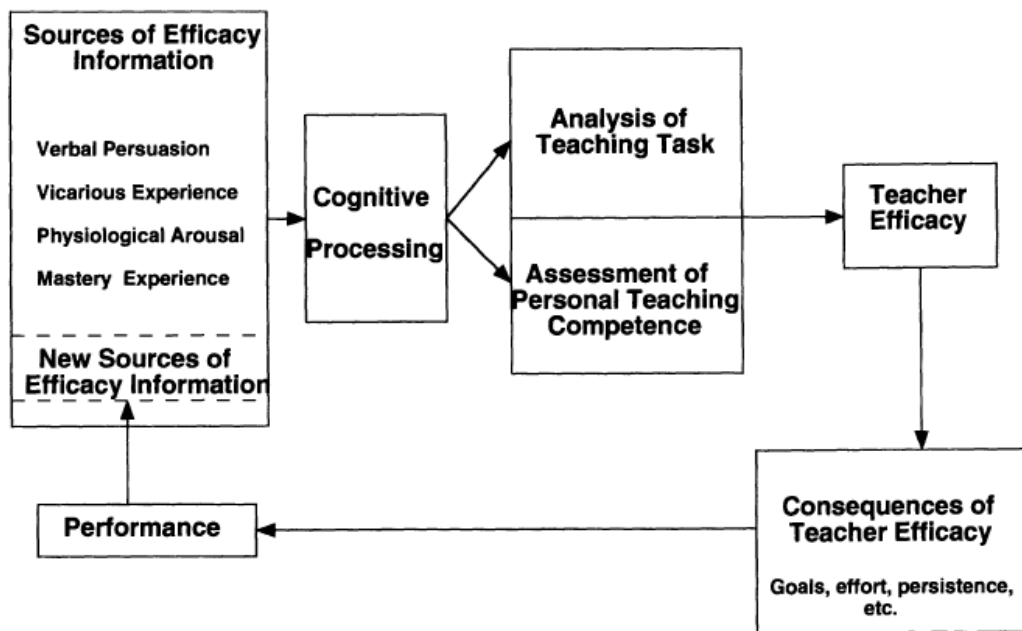 Sources of Efficacy
Information
Verbal Persuasion
Vicarious Experience
Physiological Arousal
Mastery Experience
New Sources of
Efficacy Information
Cognitive
Processing
Analysis of
Teaching Task
Assessment of
Personal Teaching
Competence
Teacher
Efficacy
Consequences of
Teacher Efficacy
Goals, effort, persistence,
etc.
Performance